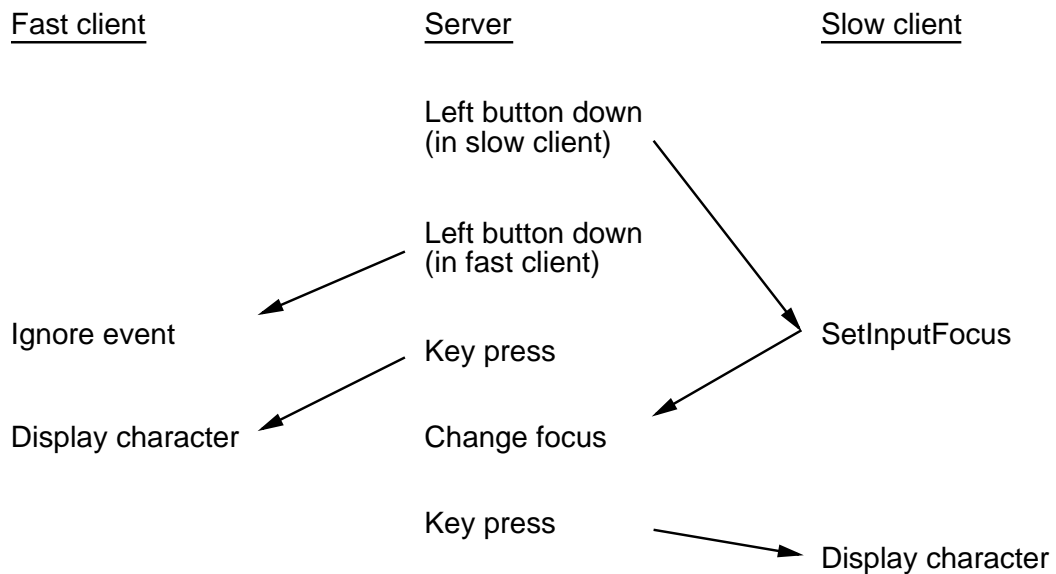 Fast client
Server
Slow client
Left button down
(in slow client)
Left button down
(in fast client)
Ignore event
Key press
SetInputFocus
Display character
Change focus
Key press
Display character